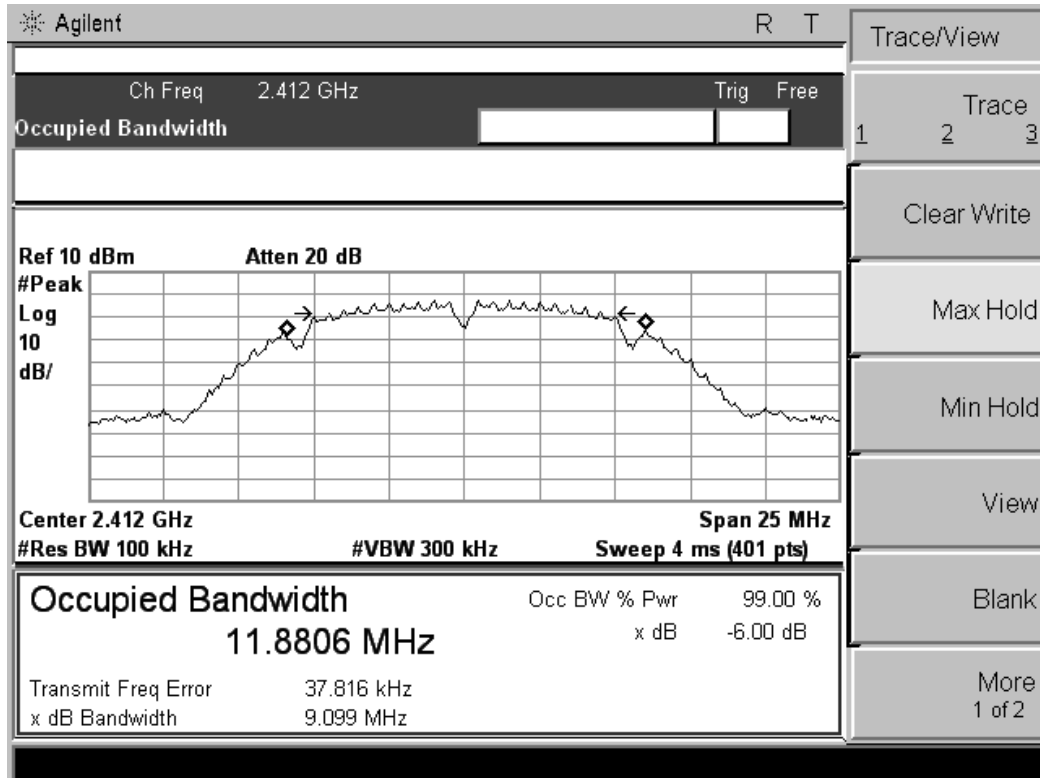 Agilent R T
Ch Freq 2.412 GHz Trig Free
Occupied Bandwidth
Ref 10 dBm Atten 20 dB
#Peak
Log
10
dB/
Center 2.412 GHz Span 25 MHz
#Res BW 100 kHz #VBW 300 kHz Sweep 4 ms (401 pts)
Occupied Bandwidth Occ BW % Pwr 99.00 %
11.8806 MHz x dB -6.00 dB
Transmit Freq Error 37.816 kHz
x dB Bandwidth 9.099 MHz
Trace/View
Trace
1 2 3
Clear Write
Max Hold
Min Hold
View
Blank
More
1 of 2